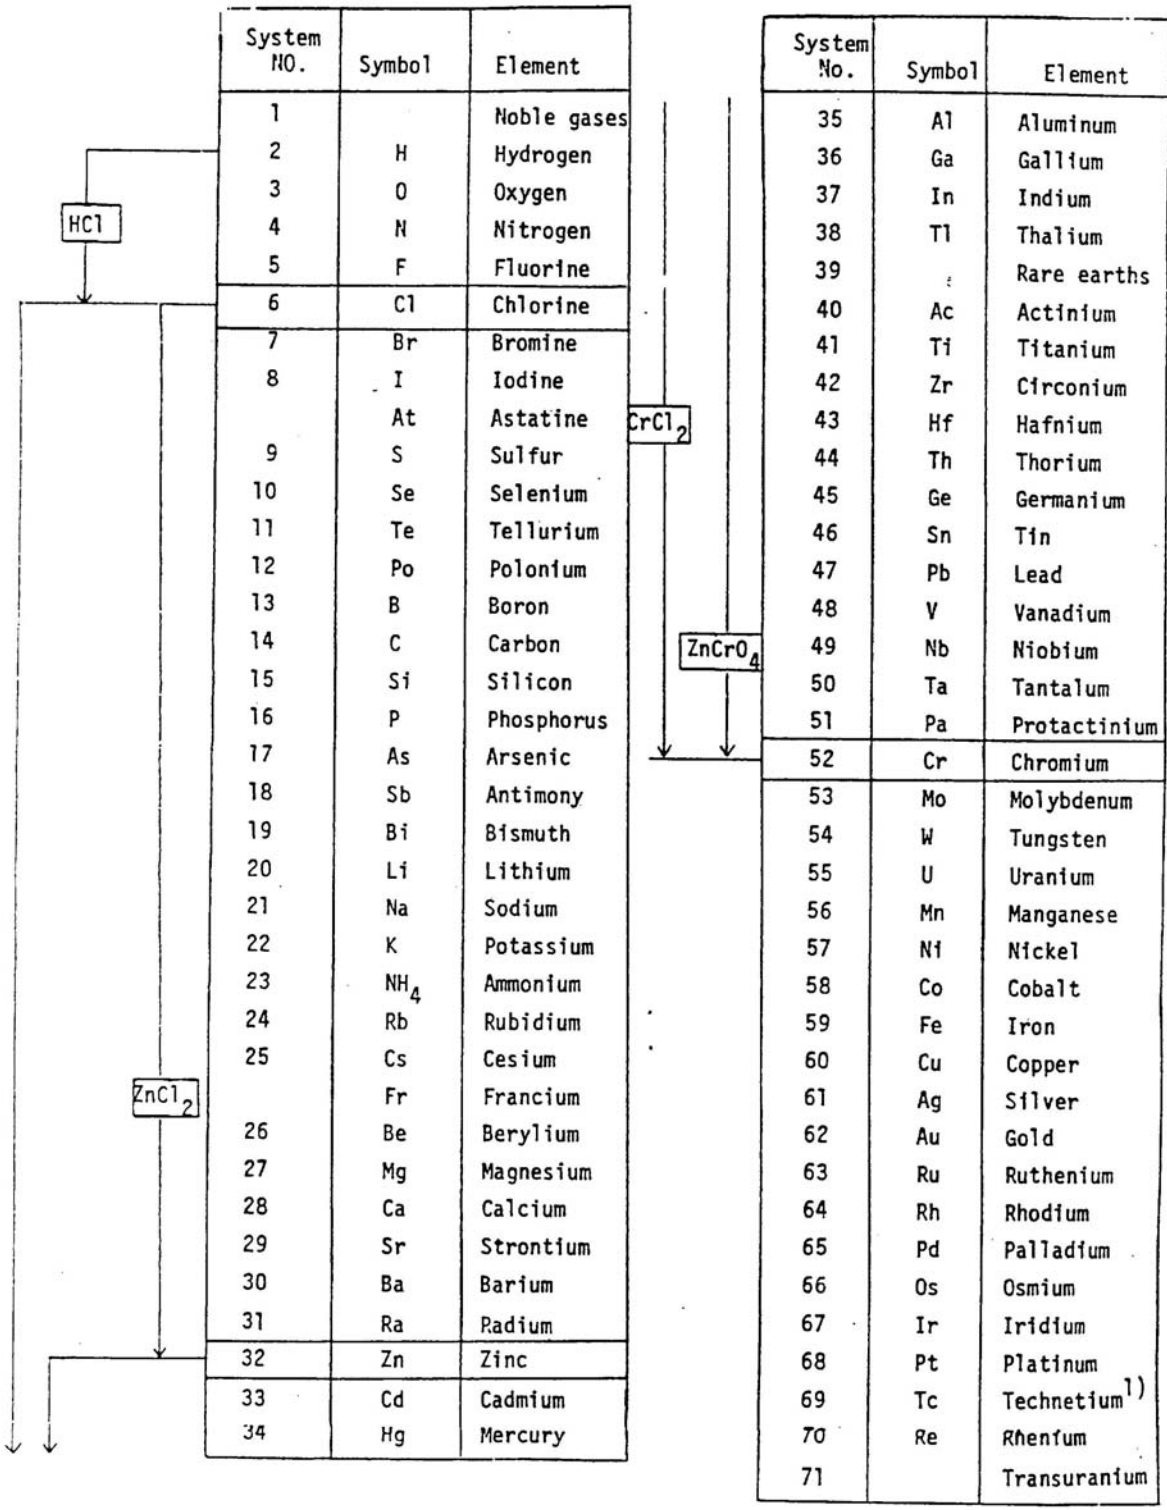 System NO. Symbol Element
1 Noble gases
2 H Hydrogen
3 O Oxygen
4 N Nitrogen
5 F Fluorine
6 Cl Chlorine
7 Br Bromine
8 I Iodine
At Astatine
9 S Sulfur
10 Se Selenium
11 Te Tellurium
12 Po Polonium
13 B Boron
14 C Carbon
15 Si Silicon
16 P Phosphorus
17 As Arsenic
18 Sb Antimony
19 Bi Bismuth
20 Li Lithium
21 Na Sodium
22 K Potassium
23 NH4 Ammonium
24 Rb Rubidium
25 Cs Cesium
Fr Francium
26 Be Berylium
27 Mg Magnesium
28 Ca Calcium
29 Sr Strontium
30 Ba Barium
31 Ra Radium
32 Zn Zinc
33 Cd Cadmium
34 Hg Mercury
HCl
ZnCl2
CrCl2
ZnCrO4
System No. Symbol Element
35 Al Aluminum
36 Ga Gallium
37 In Indium
38 Tl Thalium
39 Rare earths
40 Ac Actinium
41 Ti Titanium
42 Zr Circonium
43 Hf Hafnium
44 Th Thorium
45 Ge Germanium
46 Sn Tin
47 Pb Lead
48 V Vanadium
49 Nb Niobium
50 Ta Tantalum
51 Pa Protactinium
52 Cr Chromium
53 Mo Molybdenum
54 W Tungsten
55 U Uranium
56 Mn Manganese
57 Ni Nickel
58 Co Cobalt
59 Fe Iron
60 Cu Copper
61 Ag Silver
62 Au Gold
63 Ru Ruthenium
64 Rh Rhodium
65 Pd Palladium
66 Os Osmium
67 Ir Iridium
68 Pt Platinum
69 Tc Technetium1)
70 Re Rhenium
71 Transuranium